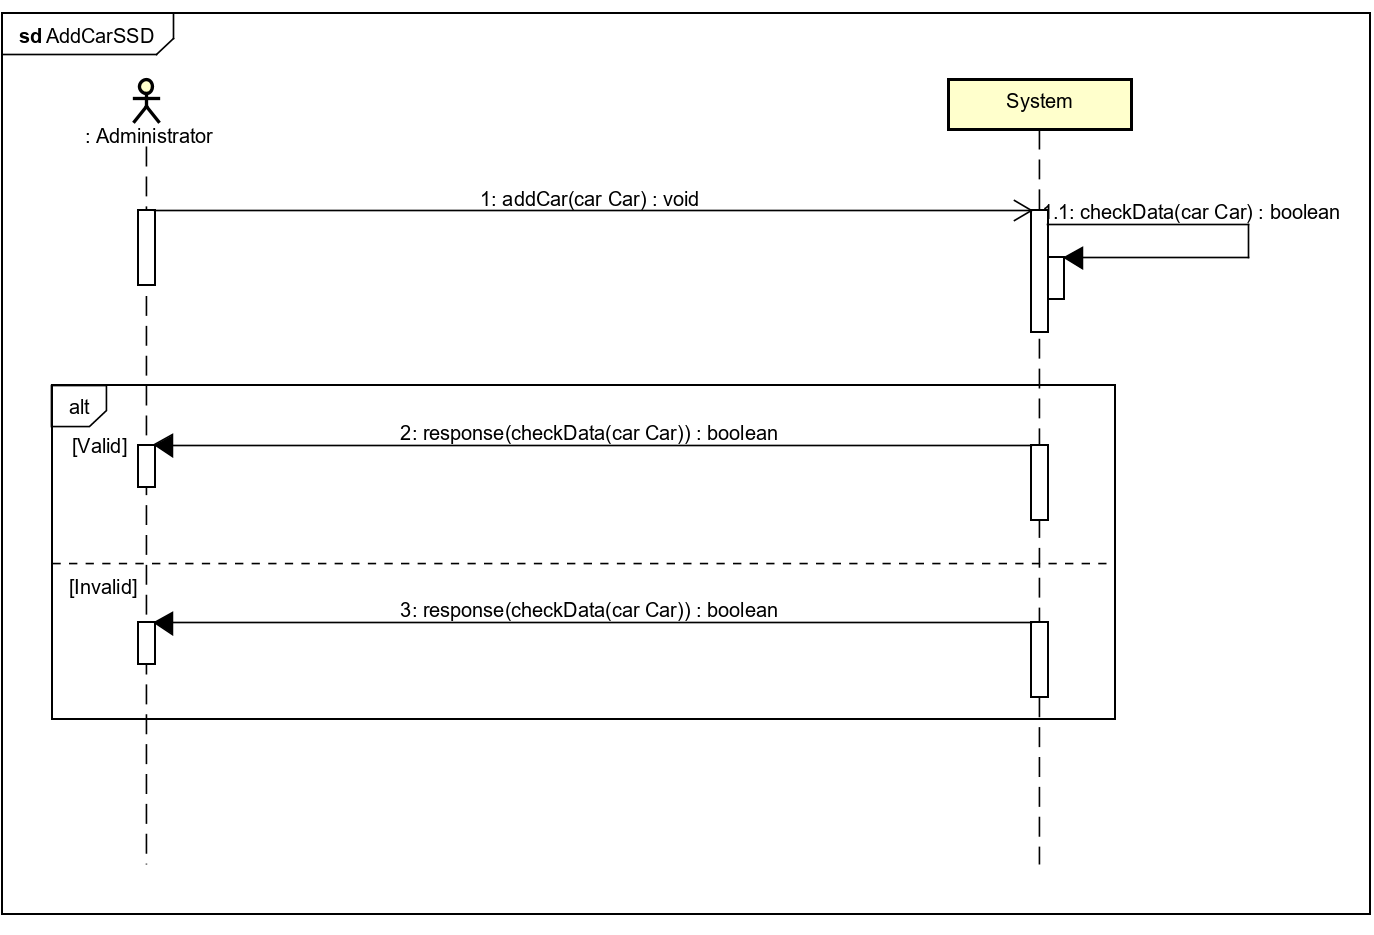 sd AddCarSSD
: Administrator
System
1: addCar(car Car) : void
1.1: checkData(car Car) : boolean
alt
[Valid]
2: response(checkData(car Car)) : boolean
[Invalid]
3: response(checkData(car Car)) : boolean